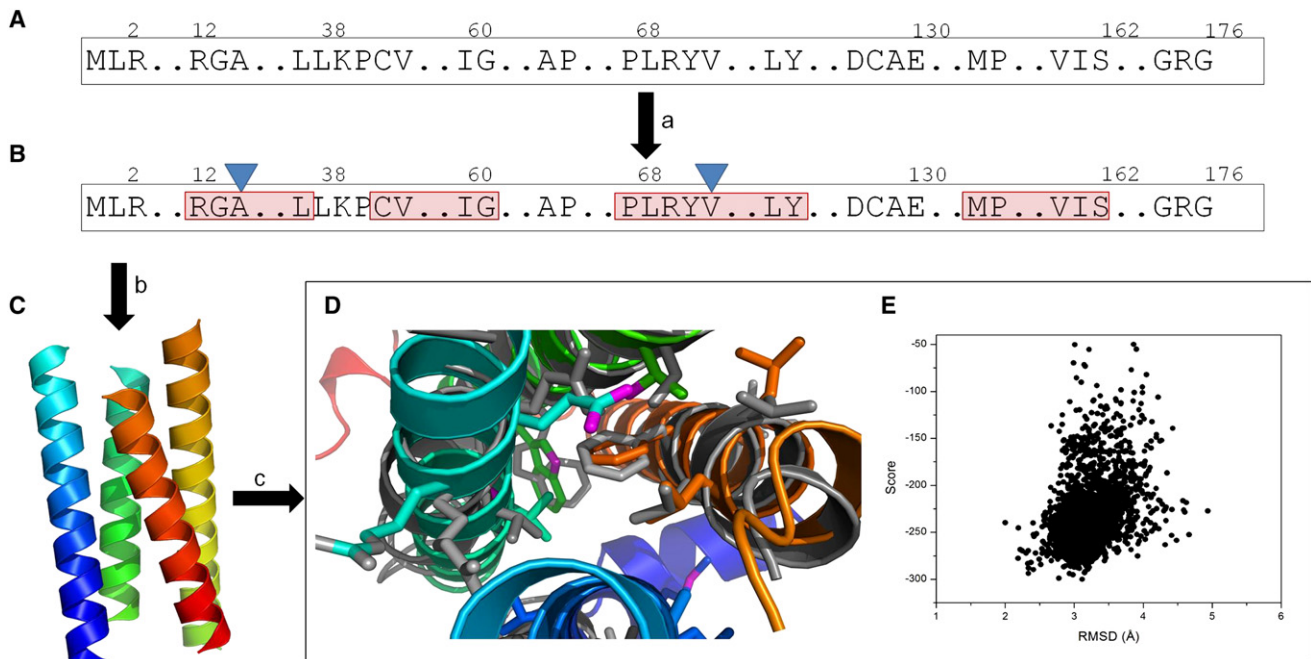 A
2 12 38 60 68 130 162 176
MLR..RGA..LLKPCV..IG..AP..PLRYV..LY..DCAE..MP..VIS..GRG
a
B
2 12 38 60 68 130 162 176
MLR..RGA..LLKPCV..IG..AP..PLRYV..LY..DCAE..MP..VIS..GRG
b
C
c
D
E
-50
-100
-150
-200
-250
-300
Score
1 2 3 4 5 6
RMSD (Å)